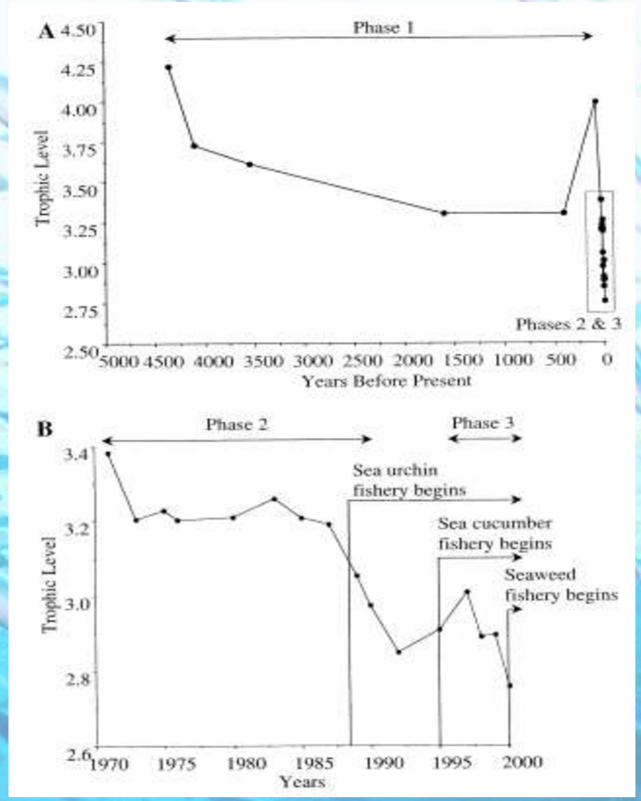 A
Phase 1
4.50
4.25
4.00
3.75
3.50
3.25
3.00
2.75
2.50
Trophic Level
Phases 2 & 3
5000 4500 4000 3500 3000 2500 2000 1500 1000 500 0
Years Before Present
B
Phase 2
Phase 3
3.4
3.2
3.0
2.8
2.6
Trophic Level
Sea urchin
fishery begins
Sea cucumber
fishery begins
Seaweed
fishery begins
1970 1975 1980 1985 1990 1995 2000
Years